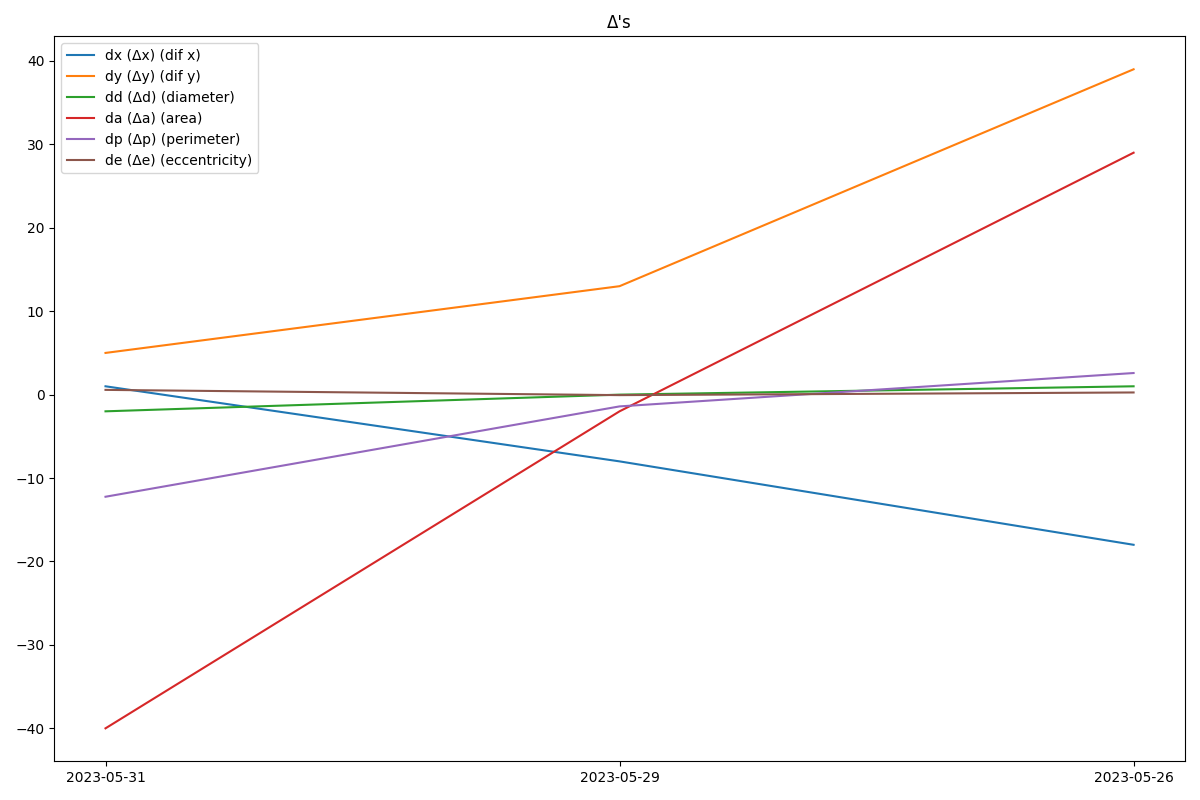 Δ's
dx (Δx) (dif x)
dy (Δy) (dif y)
dd (Δd) (diameter)
da (Δa) (area)
dp (Δp) (perimeter)
de (Δe) (eccentricity)
40
30
20
10
0
−10
−20
−30
−40
2023-05-31 2023-05-29 2023-05-26